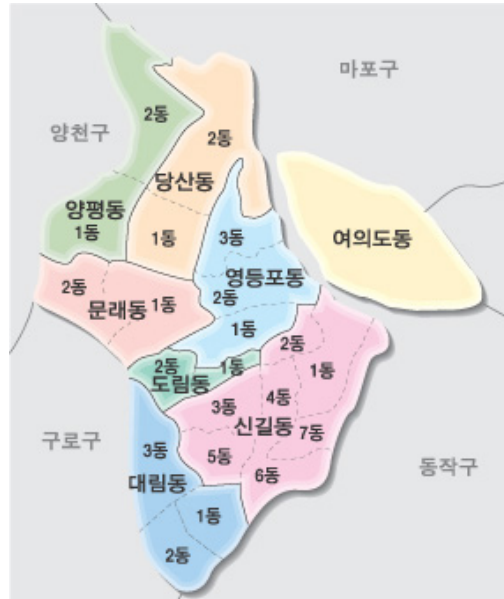 마포구
양천구
2동
2통
당산동
양평동
1동
1통
3동
여의도동
2동
문래동
1동
영등포동
2동
1동
2동
1동
2동
1동
도림동
4동
3동
신길동
7동
구로구
3동
5동
대림동
6동
동작구
1동
2동